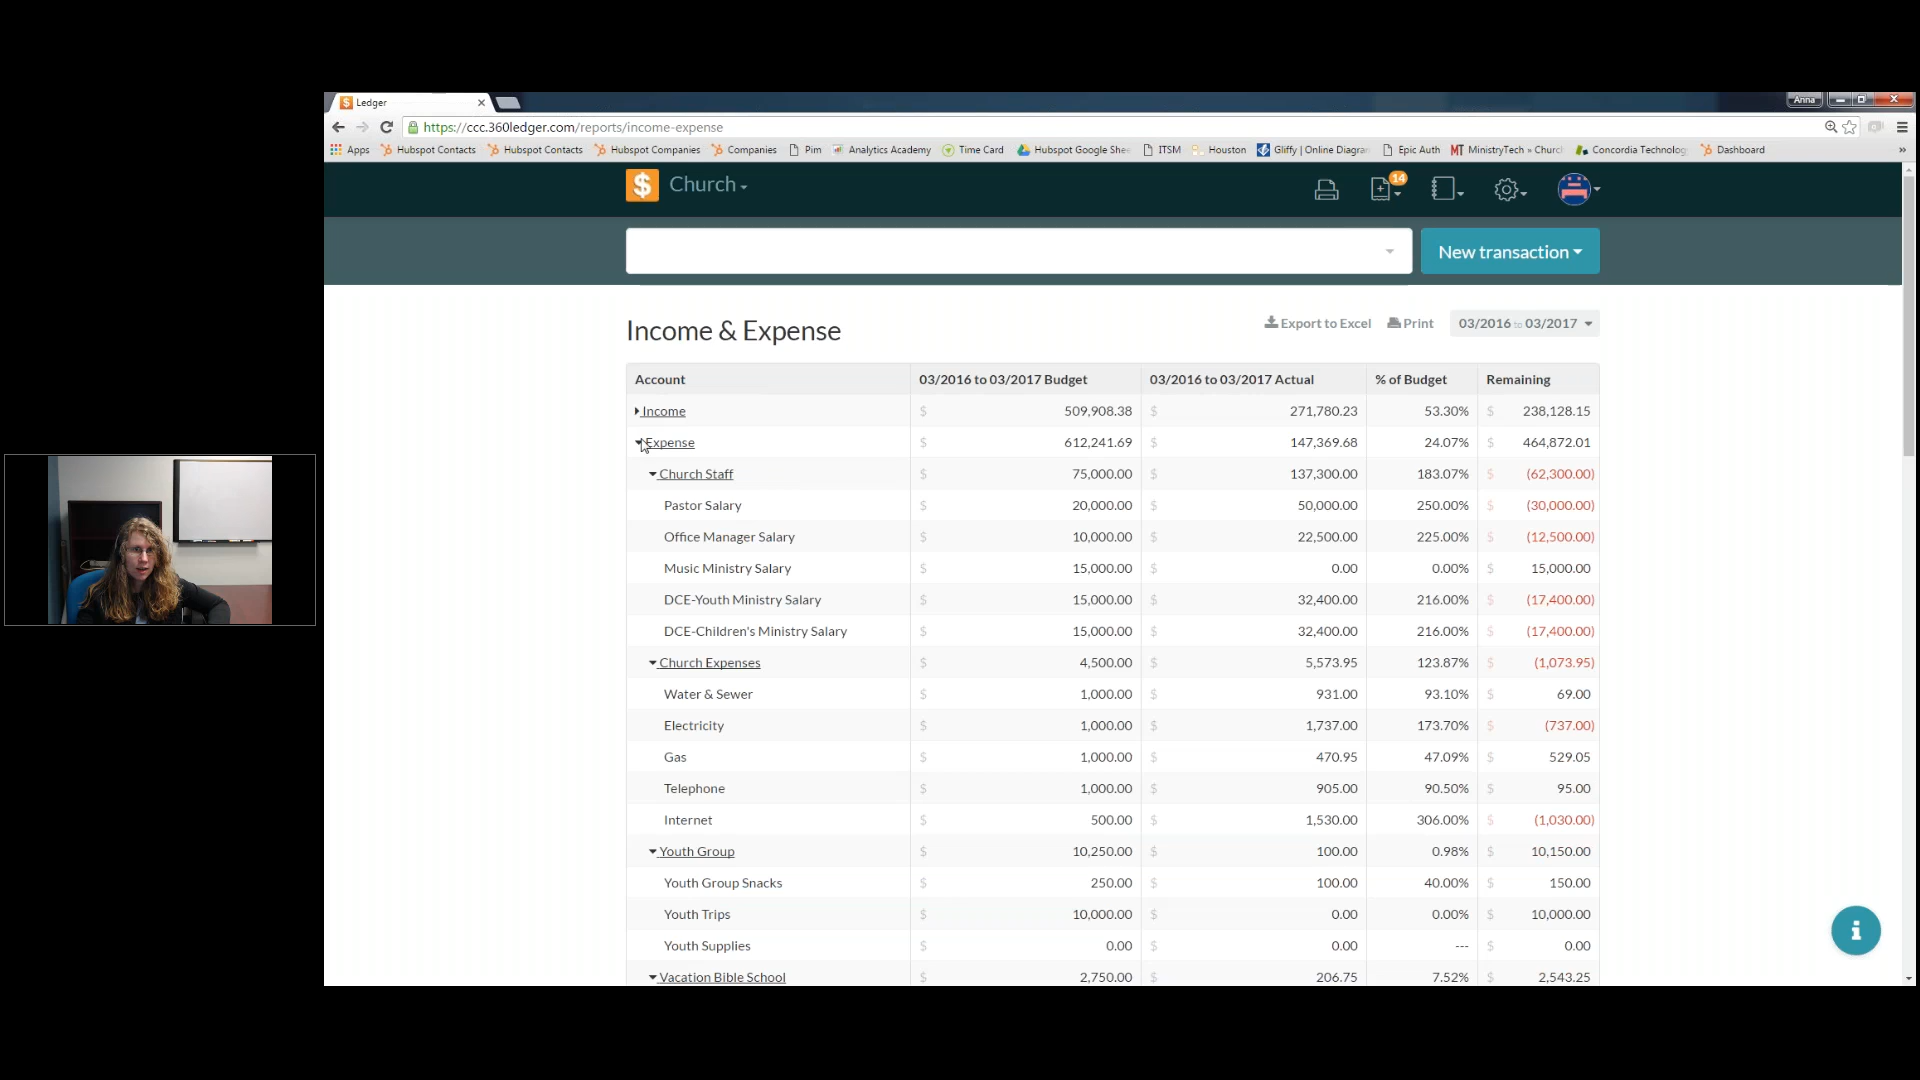 Ledger
Anna
https://ccc.360ledger.com/reports/income-expense
Apps Hubspot Contacts Hubspot Contacts Hubspot Companies Companies Pim Analytics Academy Time Card Hubspot Google She ITSM Houston Gliffy | Online Diagra Epic Auth MT MinistryTech » Churc Concordia Technolog Dashboard »
$ Church 14
New transaction
Income & Expense Export to Excel Print 03/2016 to 03/2017
Account 03/2016 to 03/2017 Budget 03/2016 to 03/2017 Actual % of Budget Remaining
Income $ 509,908.38 $ 271,780.23 53.30% $ 238,128.15
Expense $ 612,241.69 $ 147,369.68 24.07% $ 464,872.01
Church Staff $ 75,000.00 $ 137,300.00 183.07% $ (62,300.00)
Pastor Salary $ 20,000.00 $ 50,000.00 250.00% $ (30,000.00)
Office Manager Salary $ 10,000.00 $ 22,500.00 225.00% $ (12,500.00)
Music Ministry Salary $ 15,000.00 $ 0.00 0.00% $ 15,000.00
DCE-Youth Ministry Salary $ 15,000.00 $ 32,400.00 216.00% $ (17,400.00)
DCE-Children's Ministry Salary $ 15,000.00 $ 32,400.00 216.00% $ (17,400.00)
Church Expenses $ 4,500.00 $ 5,573.95 123.87% $ (1,073.95)
Water & Sewer $ 1,000.00 $ 931.00 93.10% $ 69.00
Electricity $ 1,000.00 $ 1,737.00 173.70% $ (737.00)
Gas $ 1,000.00 $ 470.95 47.09% $ 529.05
Telephone $ 1,000.00 $ 905.00 90.50% $ 95.00
Internet $ 500.00 $ 1,530.00 306.00% $ (1,030.00)
Youth Group $ 10,250.00 $ 100.00 0.98% $ 10,150.00
Youth Group Snacks $ 250.00 $ 100.00 40.00% $ 150.00
Youth Trips $ 10,000.00 $ 0.00 0.00% $ 10,000.00
Youth Supplies $ 0.00 $ 0.00 --- $ 0.00
Vacation Bible School $ 2,750.00 $ 206.75 7.52% $ 2,543.25